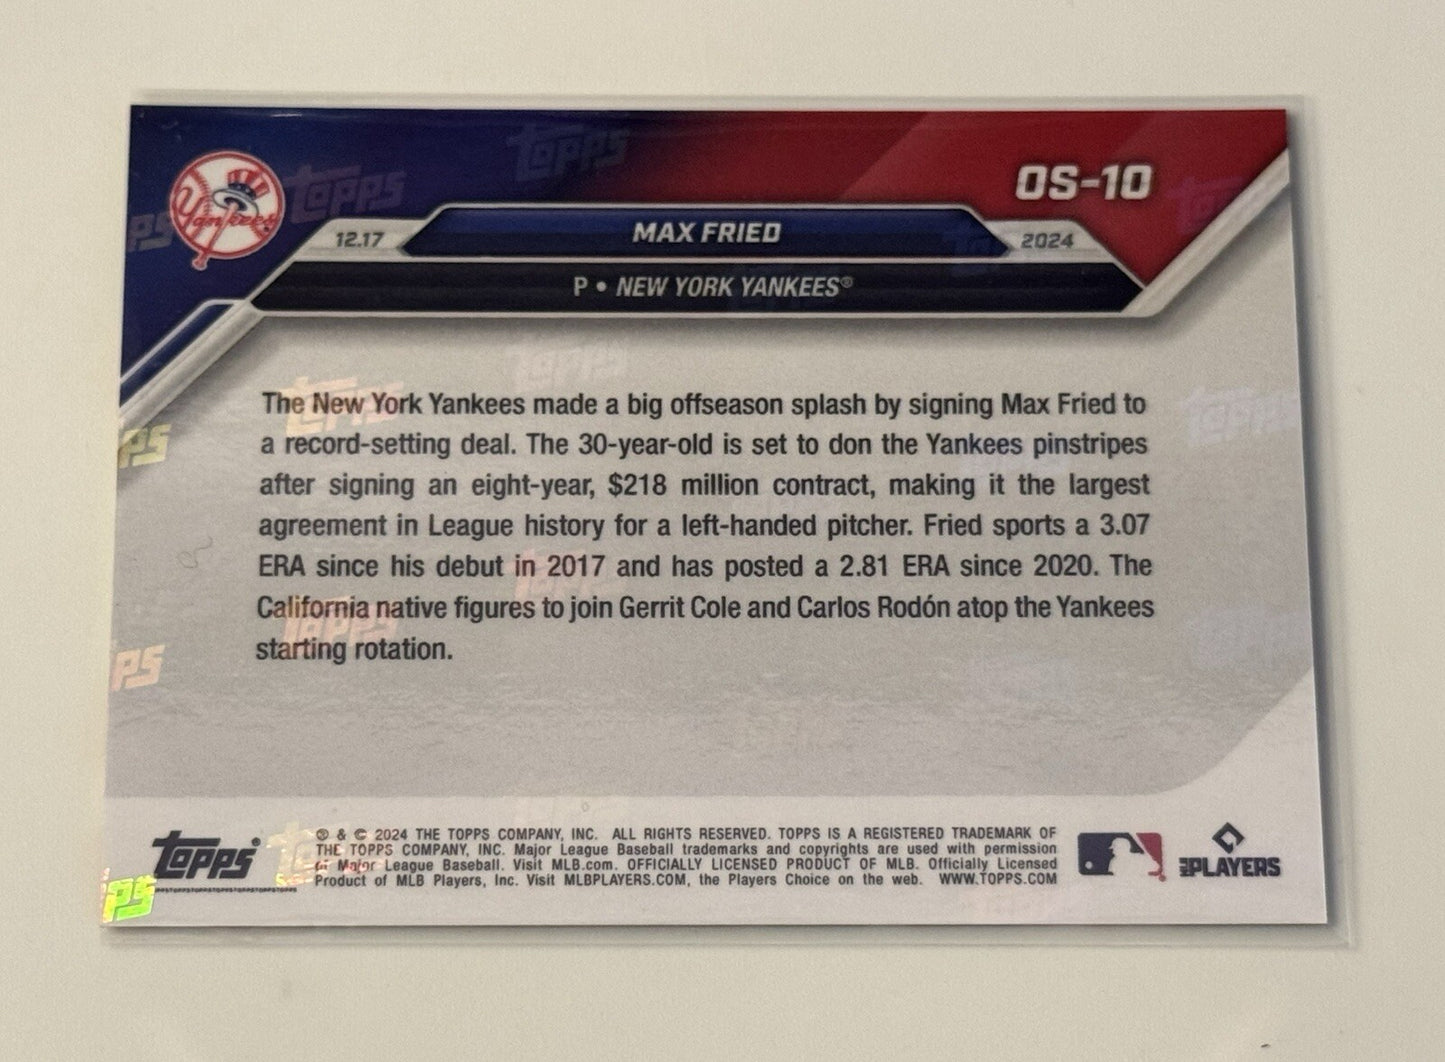 Yankees
OS-10
12.17
MAX FRIED
2024
P • NEW YORK YANKEES®
The New York Yankees made a big offseason splash by signing Max Fried to
a record-setting deal. The 30-year-old is set to don the Yankees pinstripes
after signing an eight-year, $218 million contract, making it the largest
agreement in League history for a left-handed pitcher. Fried sports a 3.07
ERA since his debut in 2017 and has posted a 2.81 ERA since 2020. The
California native figures to join Gerrit Cole and Carlos Rodón atop the Yankees
starting rotation.
Topps®
® & © 2024 THE TOPPS COMPANY, INC. ALL RIGHTS RESERVED. TOPPS IS A REGISTERED TRADEMARK OF
THE TOPPS COMPANY, INC. Major League Baseball trademarks and copyrights are used with permission
of Major League Baseball. Visit MLB.com. OFFICIALLY LICENSED PRODUCT OF MLB. Officially Licensed
Product of MLB Players, Inc. Visit MLBPLAYERS.COM, the Players Choice on the web. WWW.TOPPS.COM
PLAYERS